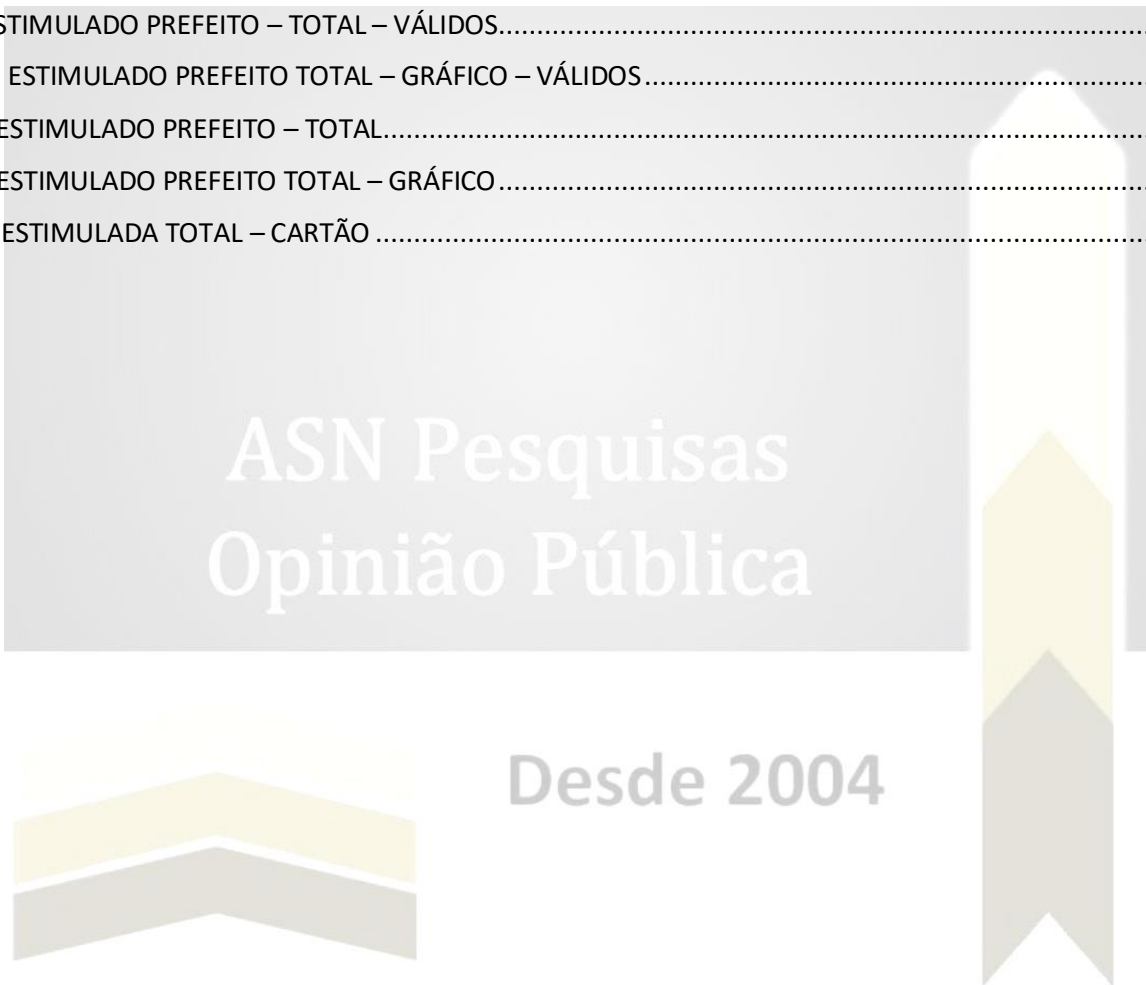 STIMULADO PREFEITO – TOTAL – VÁLIDOS........................................................................................
ESTIMULADO PREFEITO TOTAL – GRÁFICO – VÁLIDOS..................................................................
ESTIMULADO PREFEITO – TOTAL.......................................................................................................
ESTIMULADO PREFEITO TOTAL – GRÁFICO......................................................................................
ESTIMULADA TOTAL – CARTÃO ........................................................................................................
ASN Pesquisas
Opinião Pública
Desde 2004